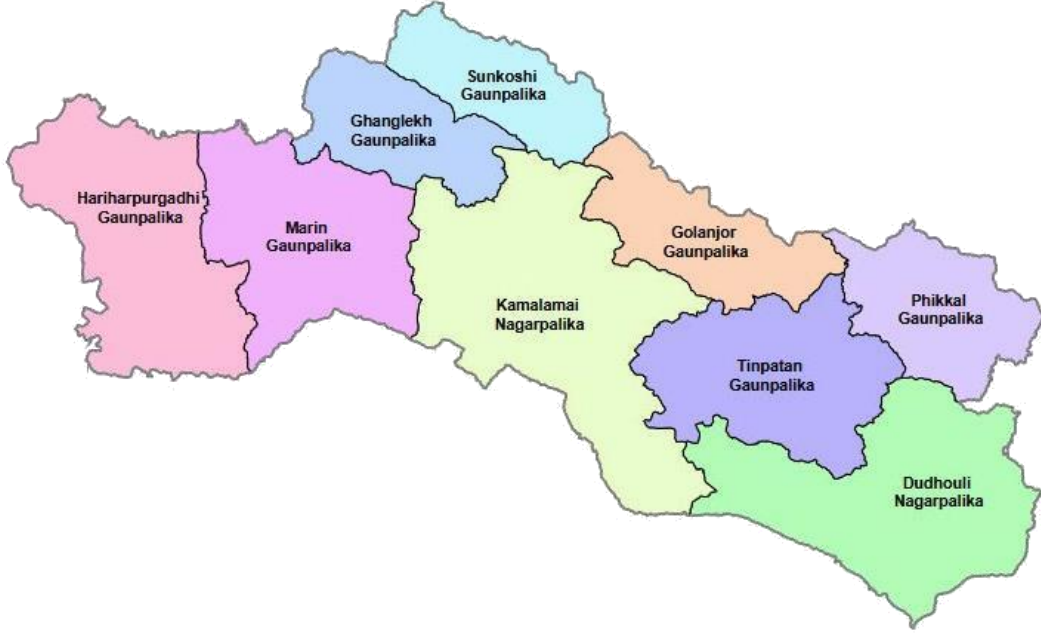 Sunkoshi
Gaunpalika
Ghanglekh
Gaunpalika
Hariharpurgadhi
Gaunpalika
Marin
Gaunpalika
Golanjor
Gaunpalika
Kamalamai
Nagarpalika
Phikkal
Gaunpalika
Tinpatan
Gaunpalika
Dudhouli
Nagarpalika